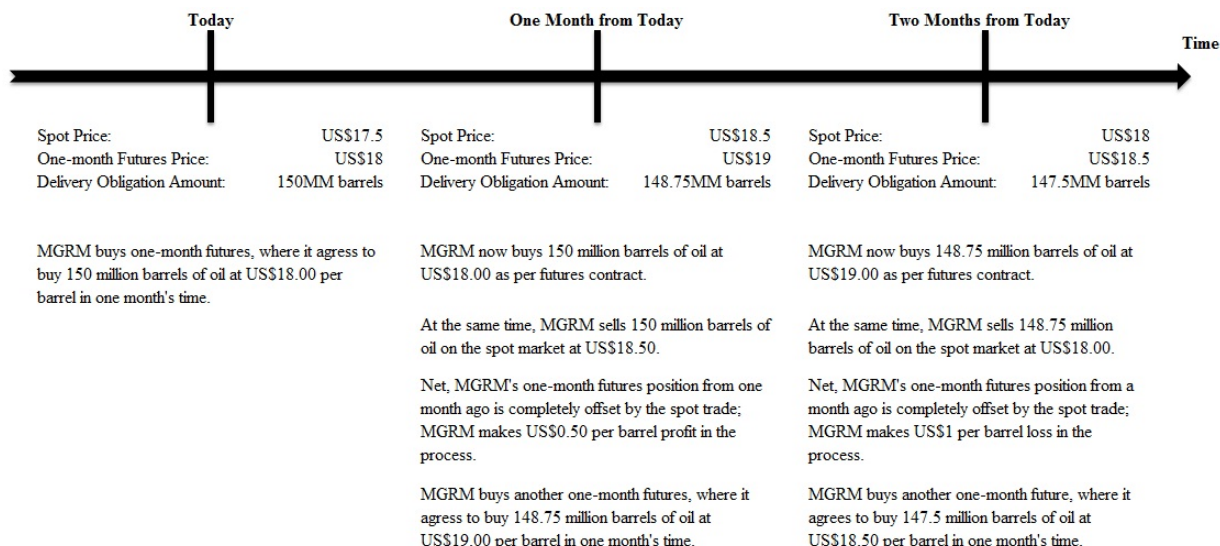 Today
One Month from Today
Two Months from Today
Time
Spot Price: US$17.5
One-month Futures Price: US$18
Delivery Obligation Amount: 150MM barrels
MGRM buys one-month futures, where it agress to
buy 150 million barrels of oil at US$18.00 per
barrel in one month's time.
Spot Price: US$18.5
One-month Futures Price: US$19
Delivery Obligation Amount: 148.75MM barrels
MGRM now buys 150 million barrels of oil at
US$18.00 as per futures contract.
At the same time, MGRM sells 150 million barrels of
oil on the spot market at US$18.50.
Net, MGRM's one-month futures position from one
month ago is completely offset by the spot trade;
MGRM makes US$0.50 per barrel profit in the
process.
MGRM buys another one-month futures, where it
agress to buy 148.75 million barrels of oil at
US$19.00 per barrel in one month's time.
Spot Price: US$18
One-month Futures Price: US$18.5
Delivery Obligation Amount: 147.5MM barrels
MGRM now buys 148.75 million barrels of oil at
US$19.00 as per futures contract.
At the same time, MGRM sells 148.75 million
barrels of oil on the spot market at US$18.00.
Net, MGRM's one-month futures position from a
month ago is completely offset by the spot trade;
MGRM makes US$1 per barrel loss in the
process.
MGRM buys another one-month future, where it
agrees to buy 147.5 million barrels of oil at
US$18.50 per barrel in one month's time.